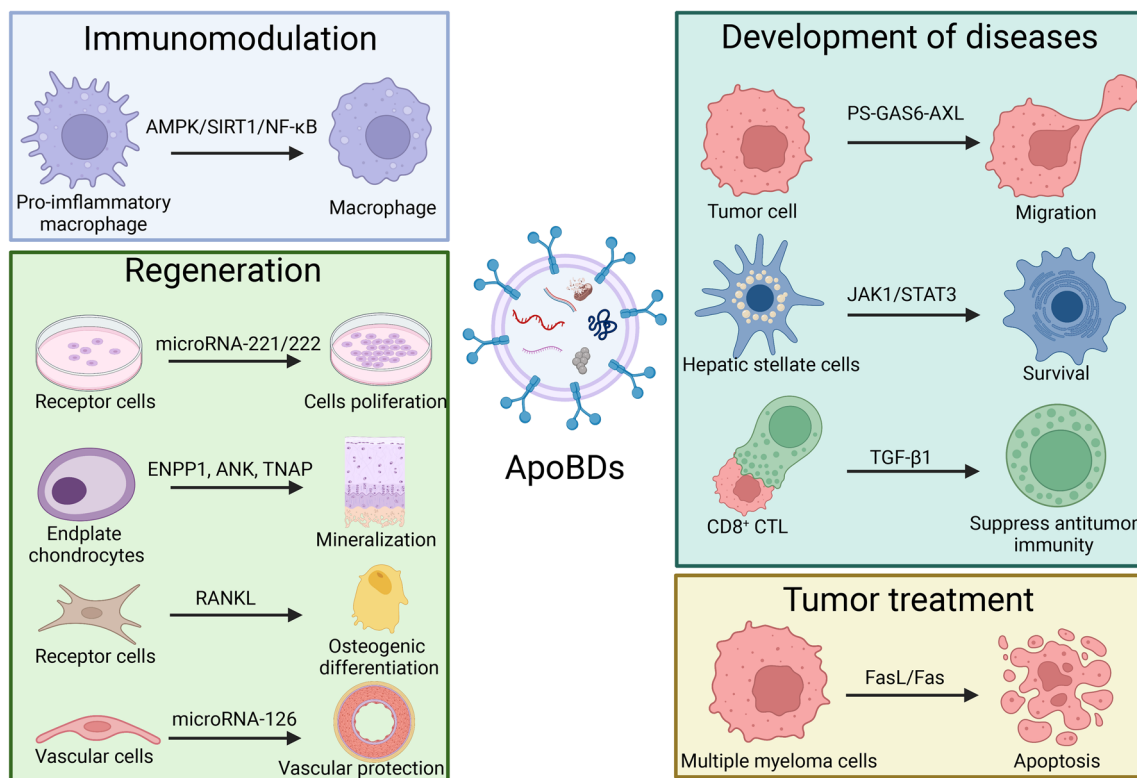 Immunomodulation
AMPK/SIRT1/NF-κB
Pro-imflammatory
macrophage
Macrophage
Regeneration
microRNA-221/222
Receptor cells
Cells poliferation
ENPP1, ANK, TNAP
Endplate
chondrocytes
Mineralization
RANKL
Receptor cells
Osteogenic
differentiation
microRNA-126
Vascular cells
Vascular protection
ApoBDs
Development of diseases
PS-GAS6-AXL
Tumor cell
Migration
JAK1/STAT3
Hepatic stellate cells
Survival
TGF-β1
CD8⁺ CTL
Suppress antitumor
immunity
Tumor treatment
FasL/Fas
Multiple myeloma cells
Apoptosis